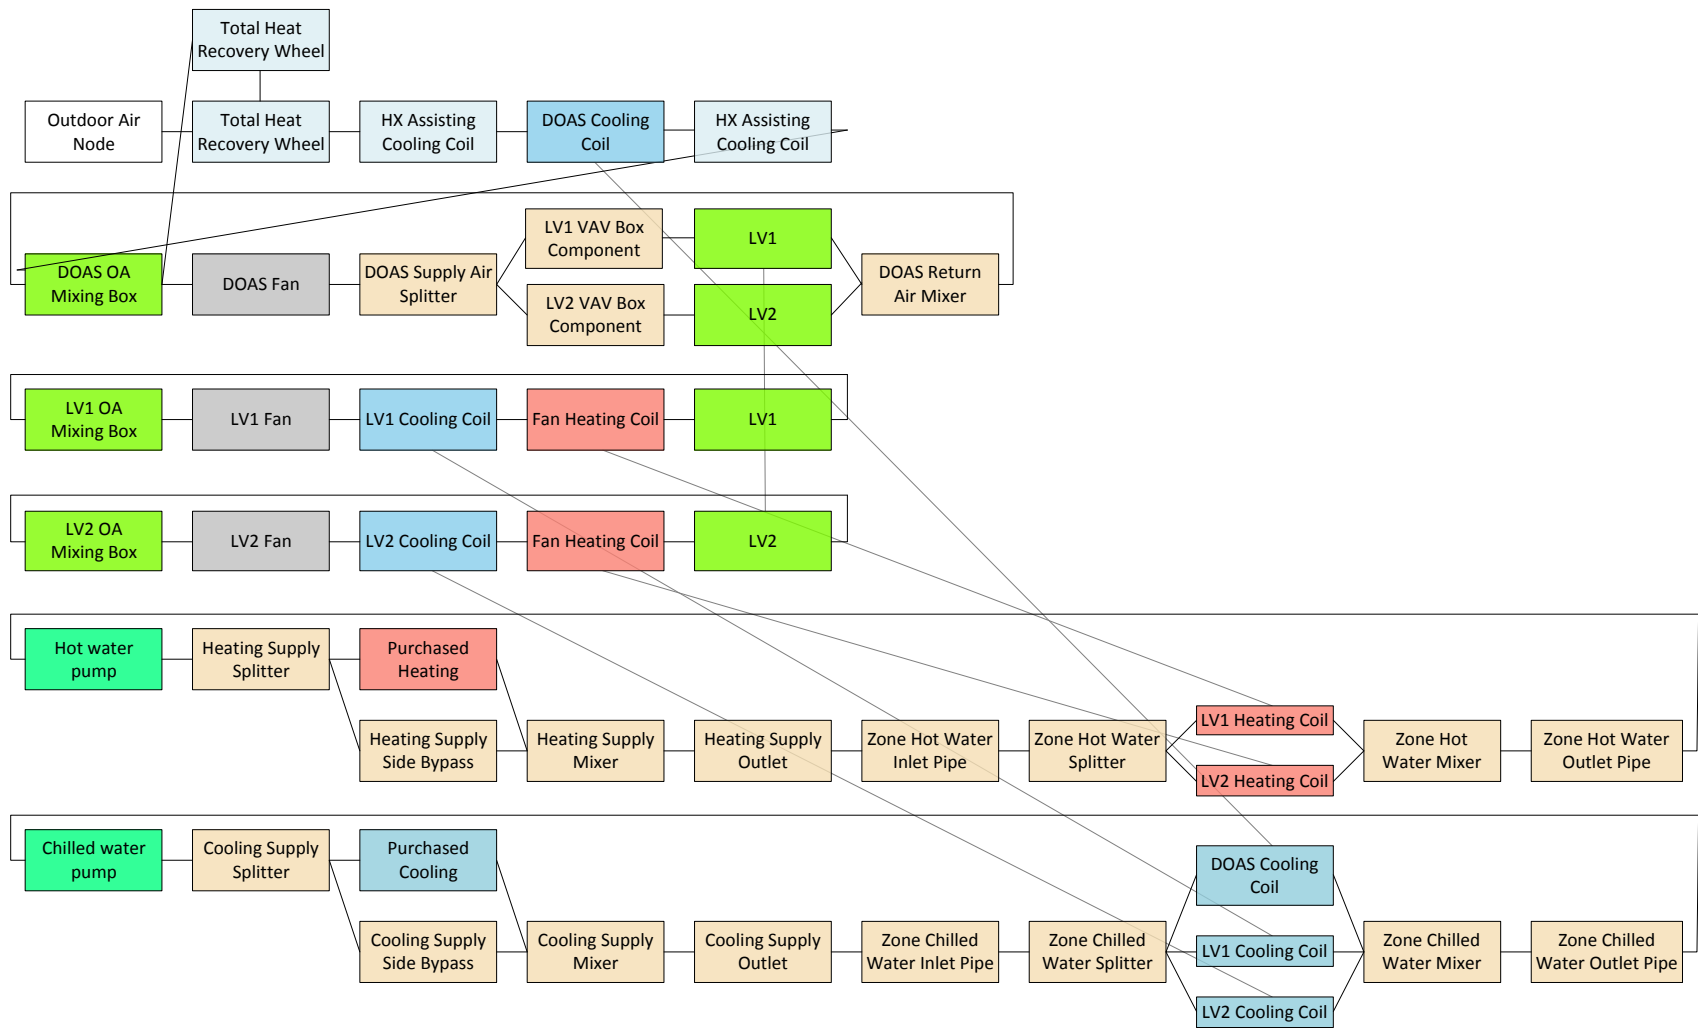 Total Heat
Recovery Wheel
Outdoor Air
Node
Total Heat
Recovery Wheel
HX Assisting
Cooling Coil
DOAS Cooling
Coil
HX Assisting
Cooling Coil
DOAS OA
Mixing Box
DOAS Fan
DOAS Supply Air
Splitter
LV1 VAV Box
Component
LV1
LV2 VAV Box
Component
LV2
DOAS Return
Air Mixer
LV1 OA
Mixing Box
LV1 Fan
LV1 Cooling Coil
Fan Heating Coil
LV1
LV2 OA
Mixing Box
LV2 Fan
LV2 Cooling Coil
Fan Heating Coil
LV2
Hot water
pump
Heating Supply
Splitter
Purchased
Heating
Heating Supply
Side Bypass
Heating Supply
Mixer
Heating Supply
Outlet
Zone Hot Water
Inlet Pipe
Zone Hot Water
Splitter
LV1 Heating Coil
LV2 Heating Coil
Zone Hot
Water Mixer
Zone Hot Water
Outlet Pipe
Chilled water
pump
Cooling Supply
Splitter
Purchased
Cooling
Cooling Supply
Side Bypass
Cooling Supply
Mixer
Cooling Supply
Outlet
Zone Chilled
Water Inlet Pipe
Zone Chilled
Water Splitter
DOAS Cooling
Coil
LV1 Cooling Coil
LV2 Cooling Coil
Zone Chilled
Water Mixer
Zone Chilled
Water Outlet Pipe